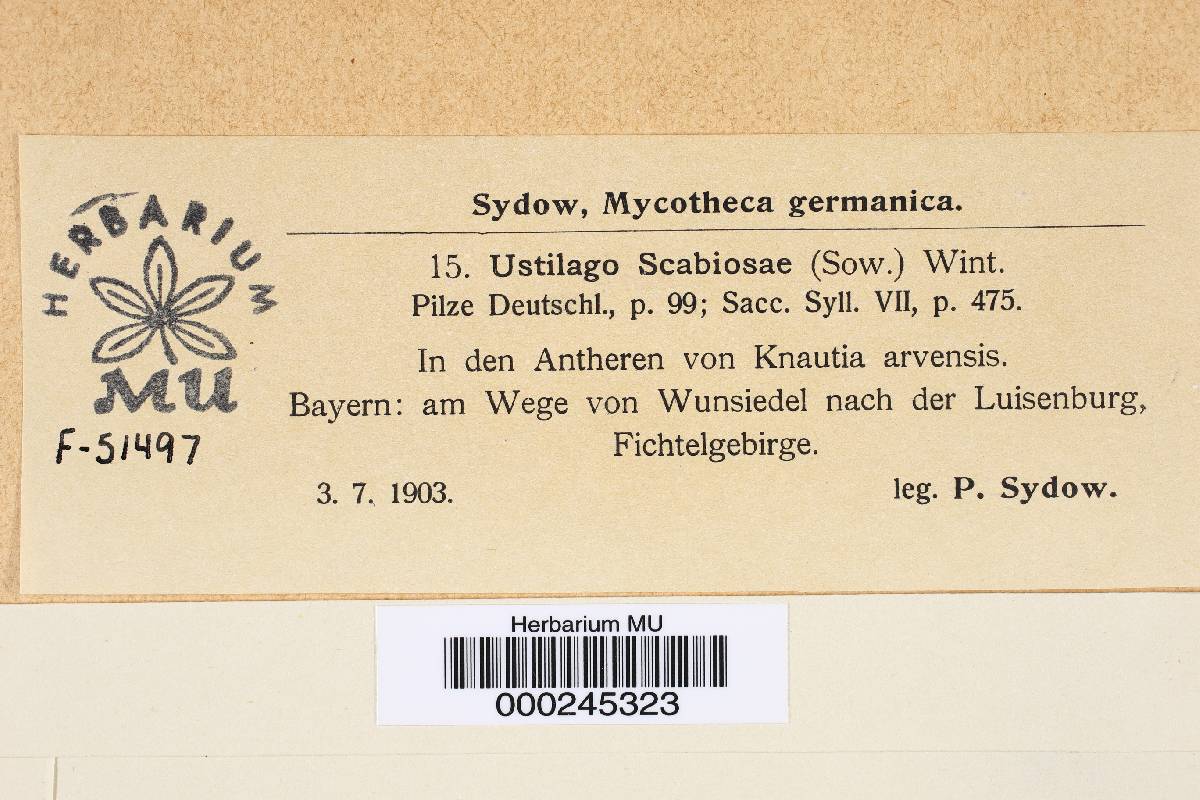 Sydow, Mycotheca germanica.
HERBARIUM
MU
F-51497
15. Ustilago Scabiosae (Sow.) Wint.
Pilze Deutschl., p. 99; Sacc. Syll. VII, p. 475.
In den Antheren von Knautia arvensis.
Bayern: am Wege von Wunsiedel nach der Luisenburg,
Fichtelgebirge.
3. 7. 1903.
leg. P. Sydow.
Herbarium MU
000245323